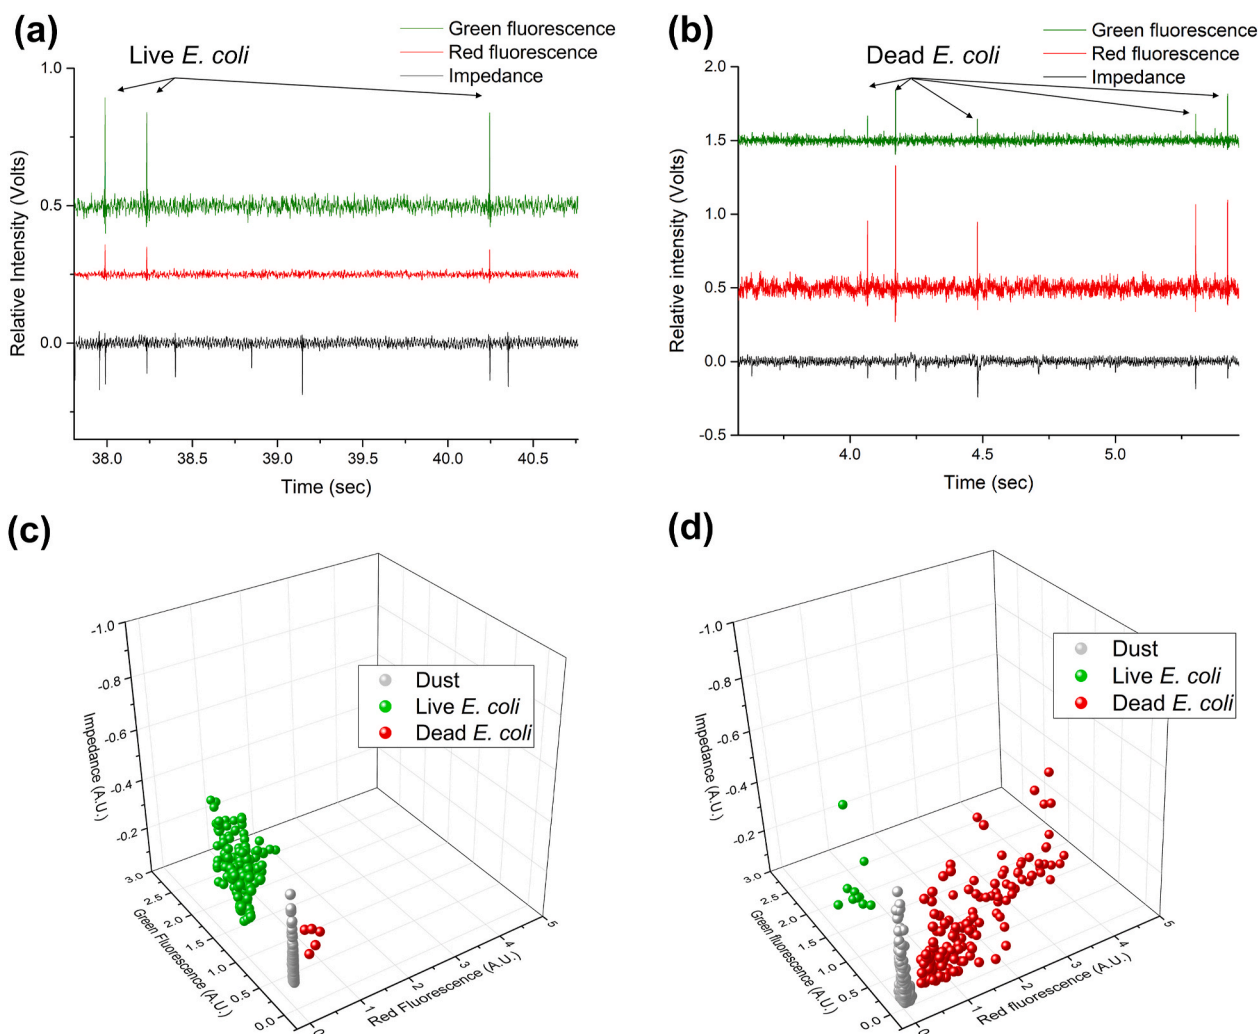 (a)
Green fluorescence
Red fluorescence
Impedance
Live E. coli
1.0
0.5
0.0
Relative Intensity (Volts)
38.0 38.5 39.0 39.5 40.0 40.5
Time (sec)
(b)
Green fluorescence
Red fluorescence
Impedance
Dead E. coli
2.0
1.5
1.0
0.5
0.0
-0.5
Relative intensity (Volts)
4.0 4.5 5.0
Time (sec)
(c)
-1.0
-0.8
-0.6
-0.4
-0.2
Impedance (A.U.)
Dust
Live E. coli
Dead E. coli
3.0
2.5
2.0
1.5
1.0
0.5
0.0
Green Fluorescence (A.U.)
0
1
2
3
4
5
Red Fluorescence (A.U.)
(d)
-1.0
-0.8
-0.6
-0.4
-0.2
Impedance (A.U.)
Dust
Live E. coli
Dead E. coli
3.0
2.5
2.0
1.5
1.0
0.5
0.0
Green fluorescence (A.U.)
0
1
2
3
4
5
Red fluorescence (A.U.)